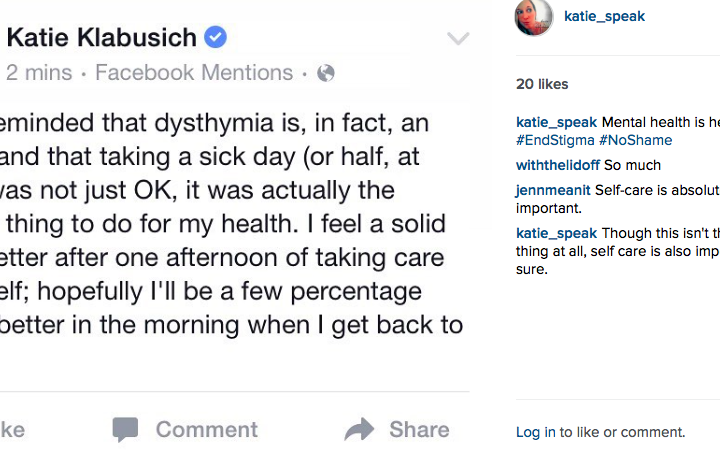 Katie Klabusich
2 mins · Facebook Mentions ·
eminded that dysthymia is, in fact, an
and that taking a sick day (or half, at
was not just OK, it was actually the
thing to do for my health. I feel a solid
etter after one afternoon of taking care
elf; hopefully I'll be a few percentage
better in the morning when I get back to
ke
Comment
Share
katie_speak
20 likes
katie_speak Mental health is he
#EndStigma #NoShame
withthelidoff So much
jennmeanit Self-care is absolut
important.
katie_speak Though this isn't th
thing at all, self care is also imp
sure.
Log in to like or comment.